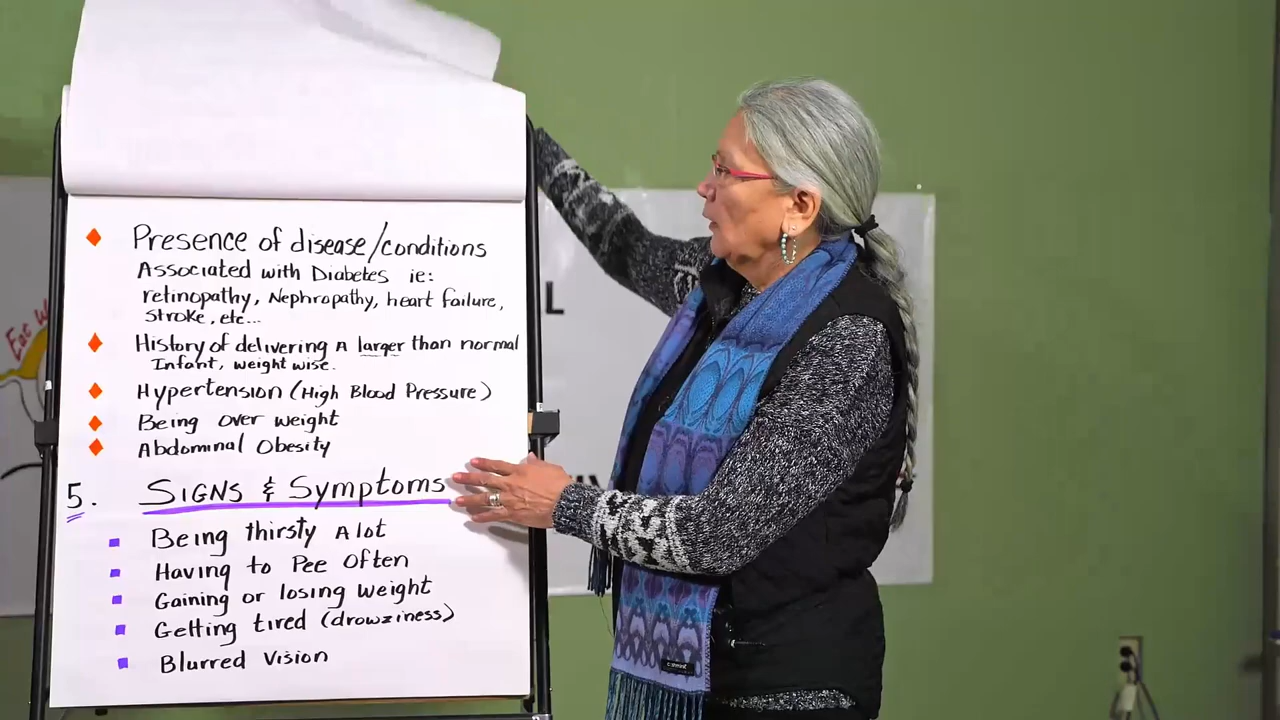 Presence of disease/conditions
Associated with Diabetes ie:
retinopathy, Nephropathy, heart failure,
stroke, etc...
History of delivering A larger than normal
Infant, weight wise.
Hypertension (High Blood Pressure)
Being over weight
Abdominal Obesity
5. Signs & Symptoms
Being thirsty A lot
Having to Pee Often
Gaining or losing weight
Getting tired (drowziness)
Blurred Vision
Eat
L